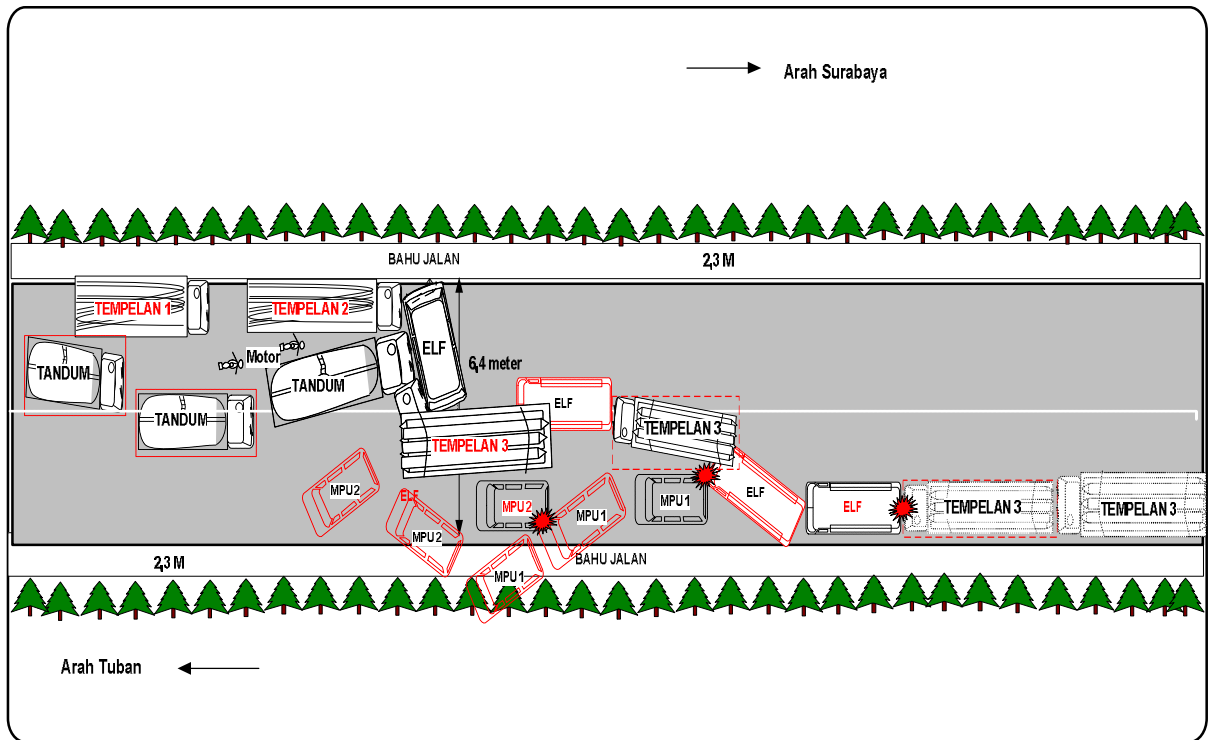 Arah Surabaya
BAHU JALAN
2,3 M
TEMPELAN 1
TEMPELAN 2
ELF
Motor
6,4 meter
TANDUM
TANDUM
TANDUM
ELF
TEMPELAN 3
TEMPELAN 3
MPU2
ELF
MPU2
MPU2
MPU1
MPU1
MPU1
ELF
ELF
TEMPELAN 3
TEMPELAN 3
2,3 M
BAHU JALAN
Arah Tuban